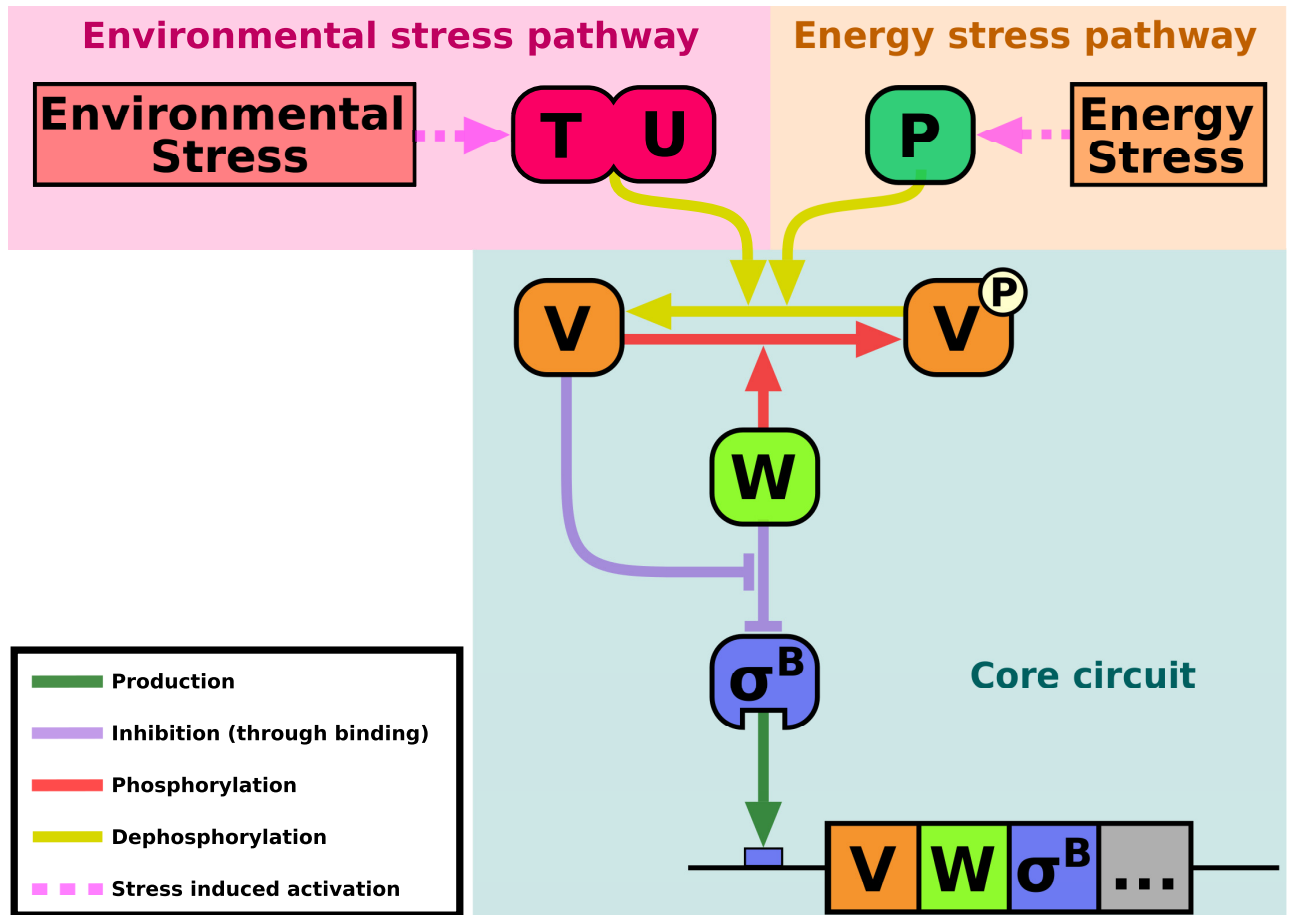 Environmental stress pathway
Energy stress pathway
Environmental
Stress
T U
P
Energy
Stress
V
V P
W
σB
Core circuit
Production
Inhibition (through binding)
Phosphorylation
Dephosphorylation
Stress induced activation
V W σB ...